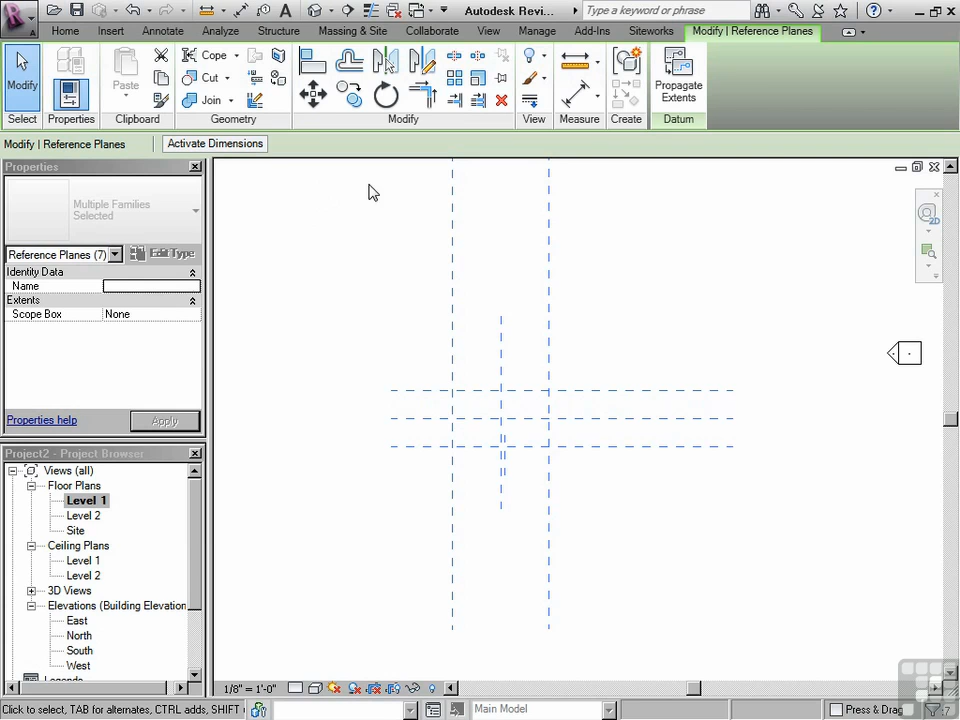 Autodesk Revi...
Type a keyword or phrase
Home Insert Annotate Analyze Structure Massing & Site Collaborate View Manage Add-Ins Siteworks Modify | Reference Planes
Modify
Paste
Cope
Cut
Join
Propagate
Extents
Select Properties Clipboard Geometry Modify View Measure Create Datum
Modify | Reference Planes Activate Dimensions
Properties
Multiple Families
Selected
Reference Planes (7) Edit Type
Identity Data
Name
Extents
Scope Box None
Properties help Apply
Project2 - Project Browser
Views (all)
Floor Plans
Level 1
Level 2
Site
Ceiling Plans
Level 1
Level 2
3D Views
Elevations (Building Elevation
East
North
South
West
Legends
2D
1/8" = 1'-0"
Click to select, TAB for alternates, CTRL adds, SHIFT
Main Model
Press & Drag
:7